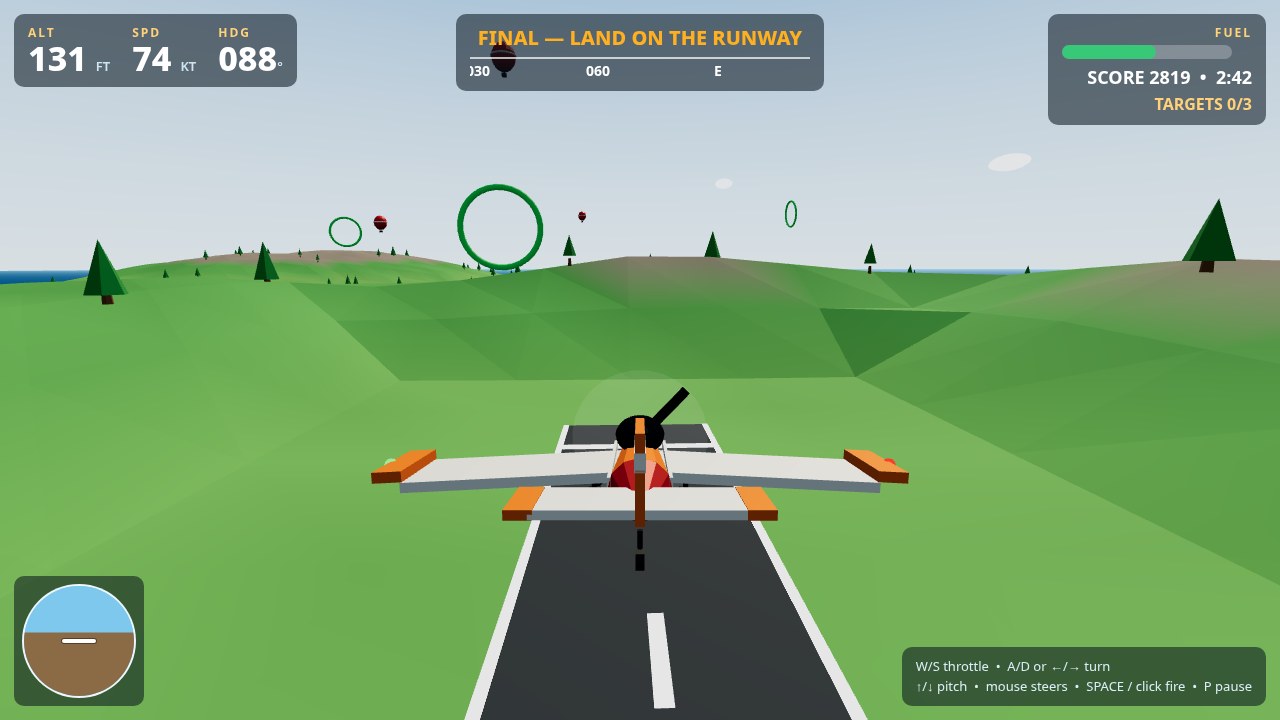 ALT SPD HDG
131 FT 74 KT 088°
FINAL — LAND ON THE RUNWAY
030 060 E
FUEL
SCORE 2819 • 2:42
TARGETS 0/3
W/S throttle • A/D or ←/→ turn
↑/↓ pitch • mouse steers • SPACE / click fire • P pause